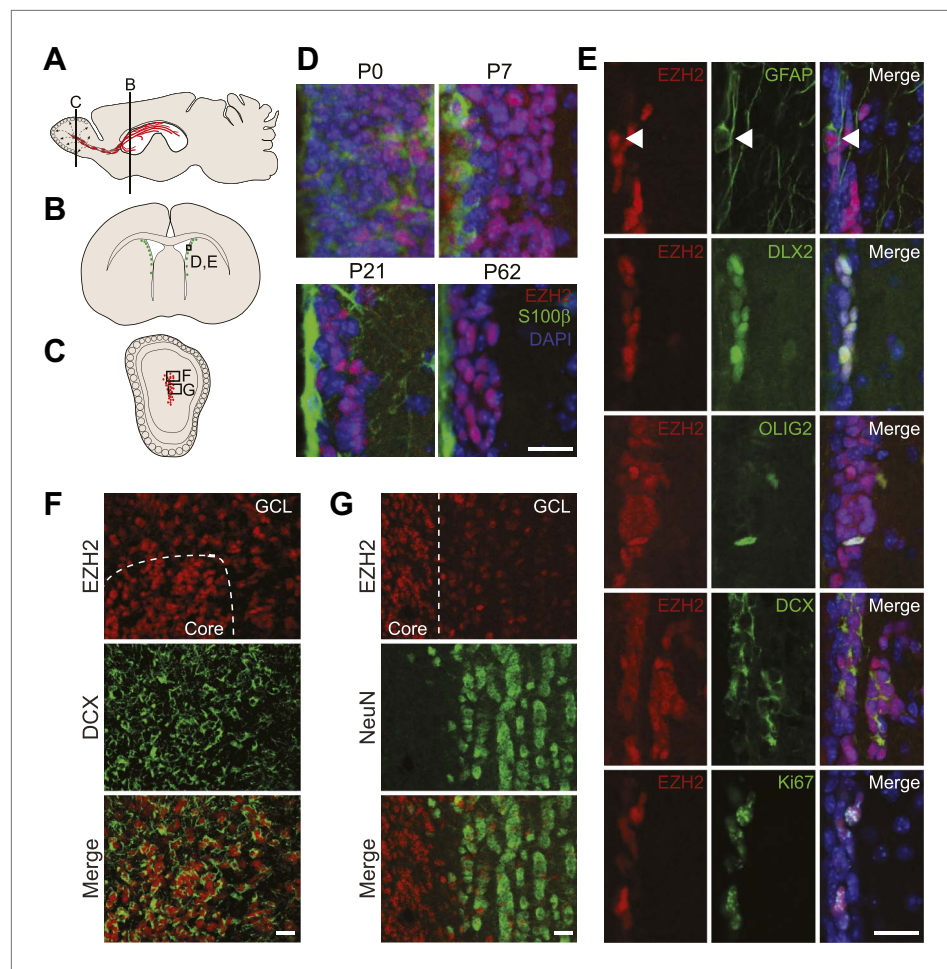 A
C
B
B
D,E
C
F
G
D
P0
P7
P21
P62
EZH2
S100β
DAPI
E
EZH2
GFAP
Merge
EZH2
DLX2
Merge
EZH2
OLIG2
Merge
EZH2
DCX
Merge
EZH2
Ki67
Merge
F
GCL
EZH2
Core
DCX
Merge
G
GCL
EZH2
Core
NeuN
Merge